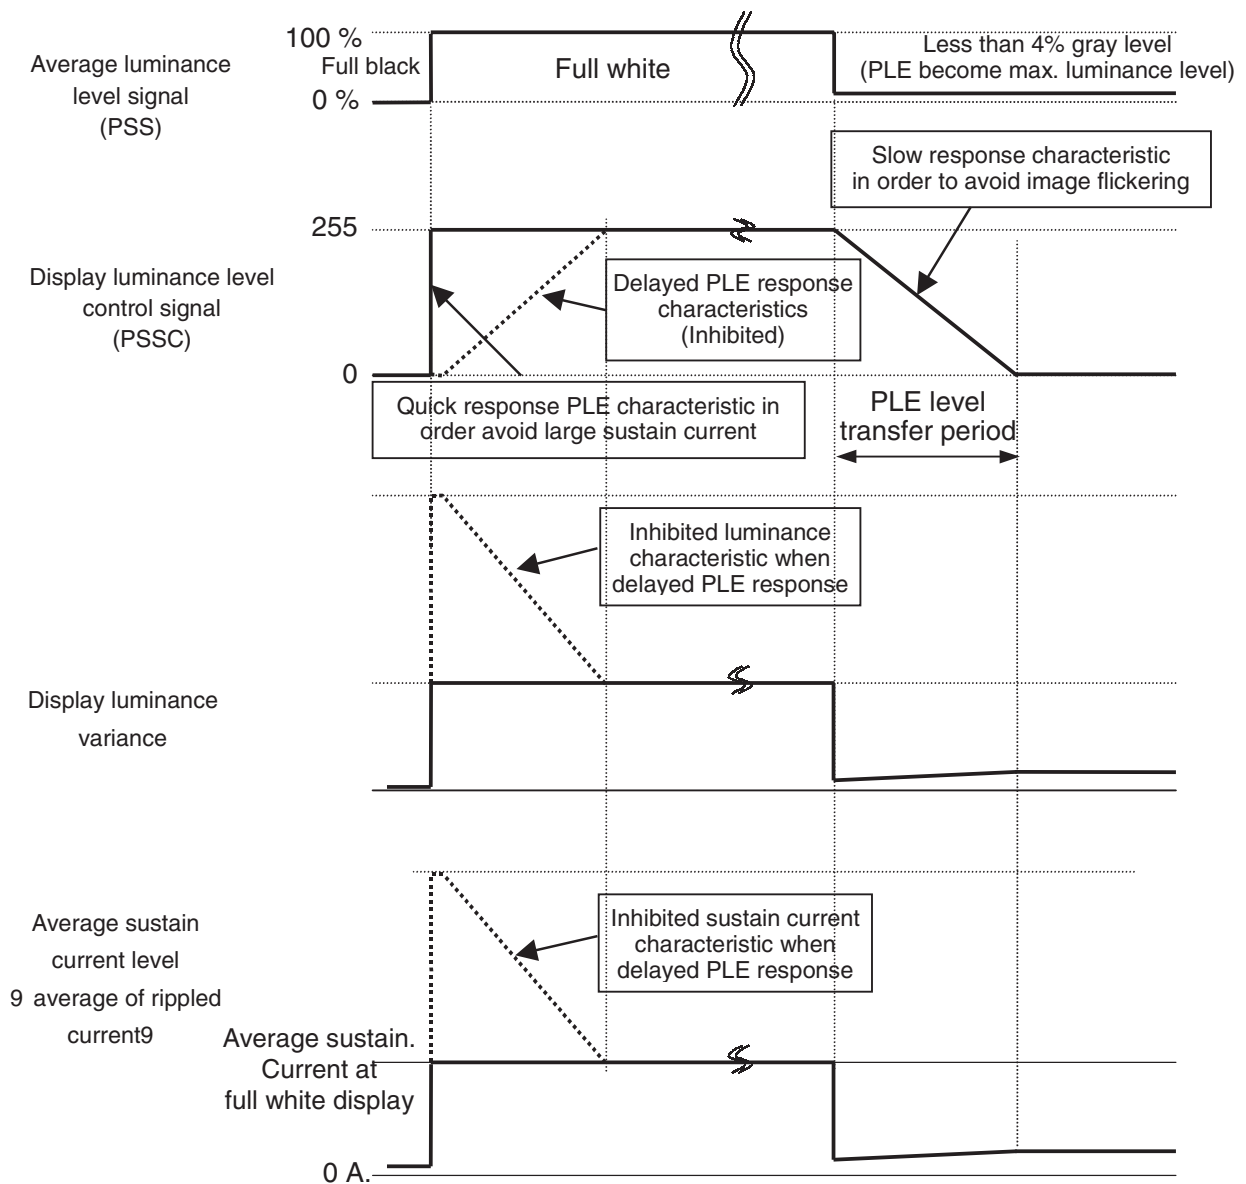 100 %
Full black
0 %
Average luminance
level signal
(PSS)
Full white
Less than 4% gray level
(PLE become max. luminance level)
Slow response characteristic
in order to avoid image flickering
255
Display luminance level
control signal
(PSSC)
0
Delayed PLE response
characteristics
(Inhibited)
Quick response PLE characteristic in
order avoid large sustain current
PLE level
transfer period
Inhibited luminance
characteristic when
delayed PLE response
Display luminance
variance
Inhibited sustain current
characteristic when
delayed PLE response
Average sustain
current level
9 average of rippled
current9
Average sustain.
Current at
full white display
0 A.